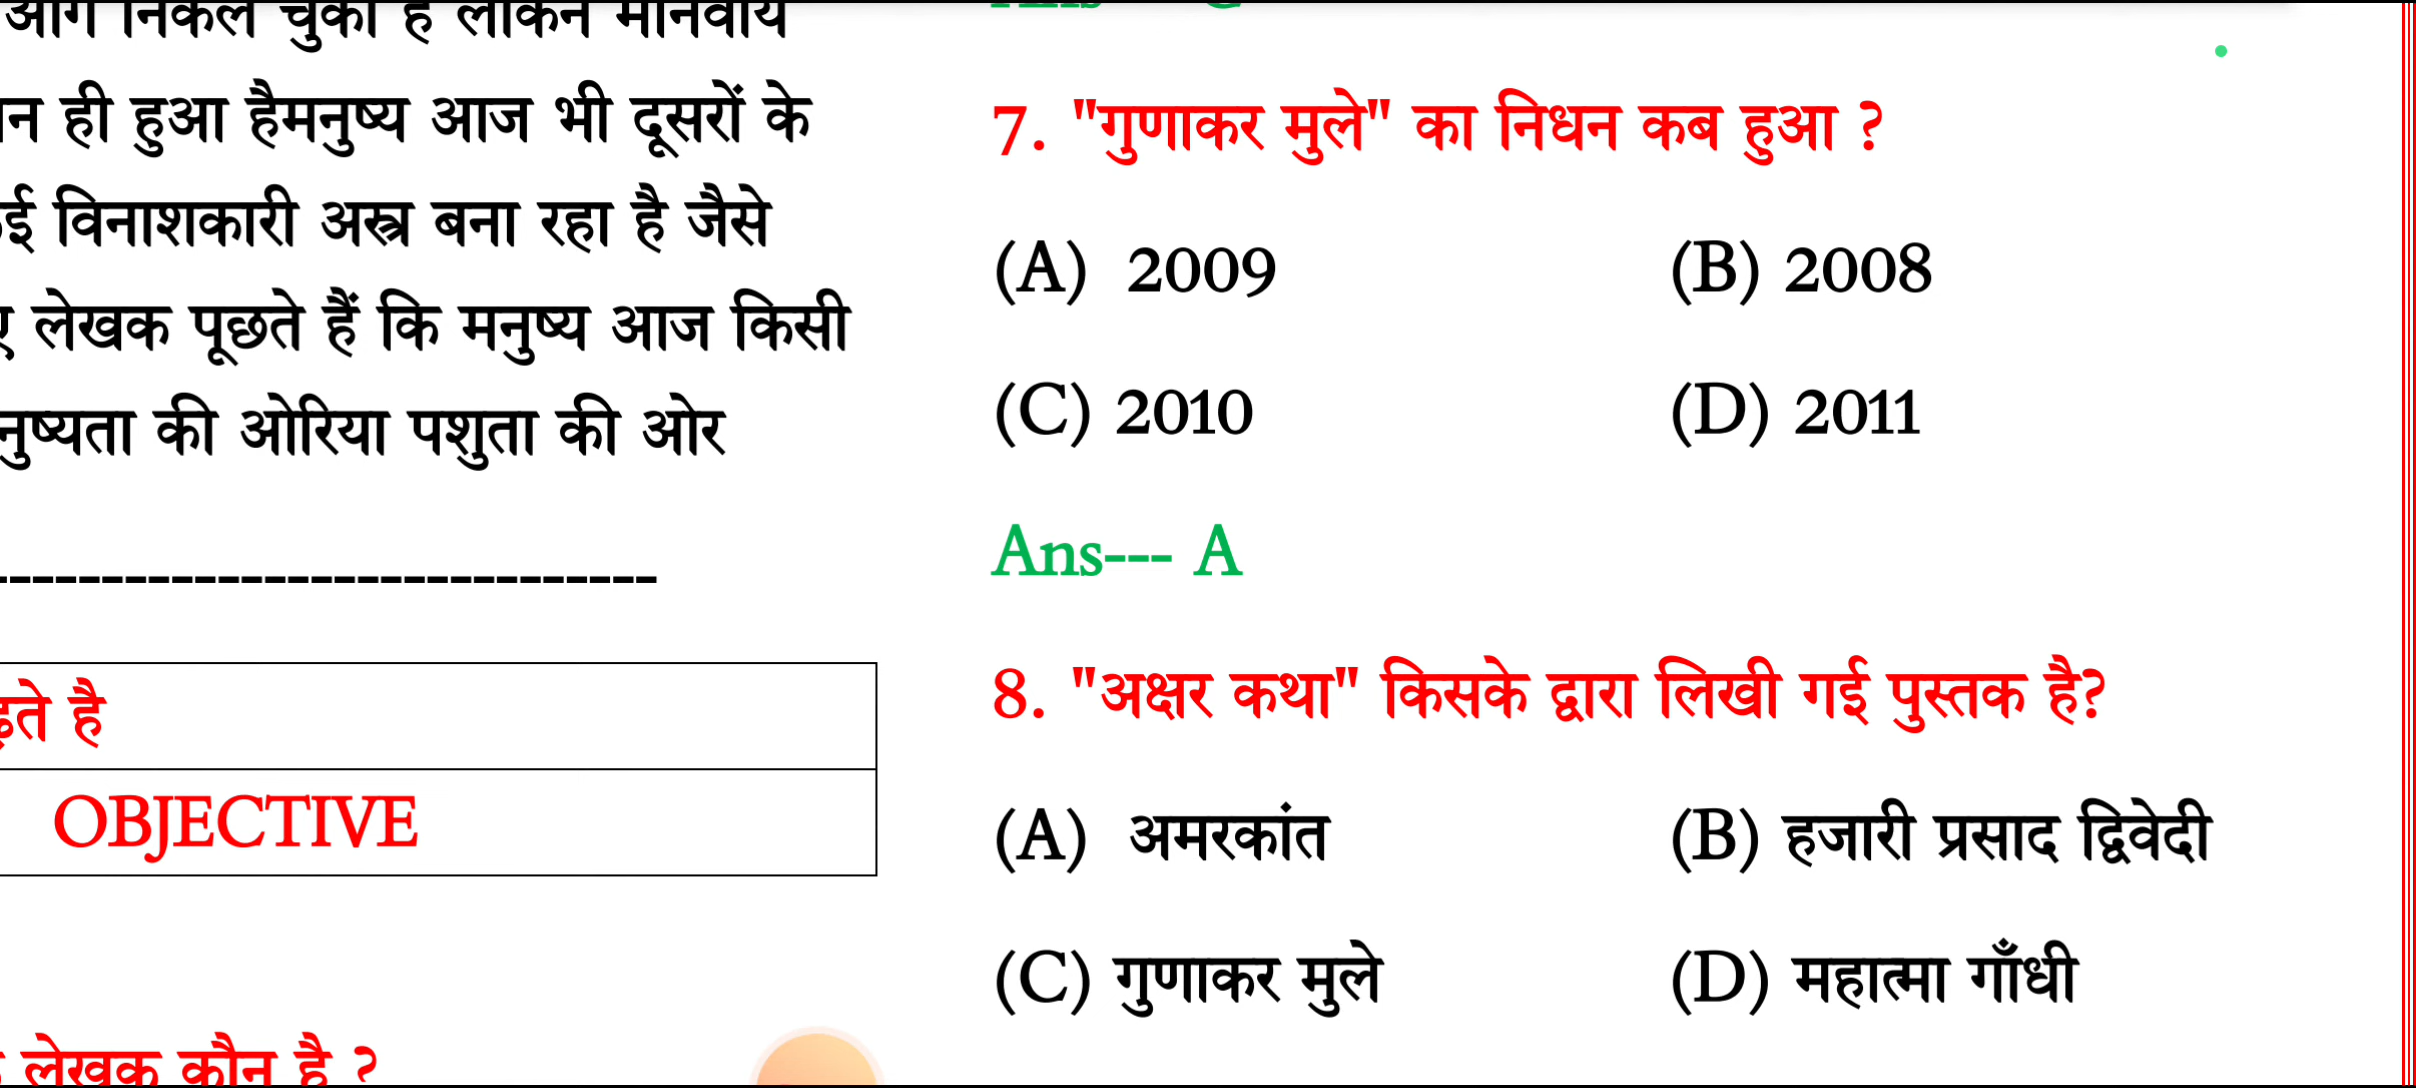 आगे निकल चुका है लेकिन मानवीय
ही हुआ हैमनुष्य आज भी दूसरों के
विनाशकारी अस्त्र बना रहा है जैसे
लेखक पूछते हैं कि मनुष्य आज किसी
की ओरिया पशुता की ओर
-----------------------------
है
OBJECTIVE
लेखक कौन है ?
7. "गुणाकर मुले" का निधन कब हुआ ?
(A) 2009 (B) 2008
(C) 2010 (D) 2011
Ans--- A
8. "अक्षर कथा" किसके द्वारा लिखी गई पुस्तक है?
(A) अमरकांत (B) हजारी प्रसाद द्विवेदी
(C) गुणाकर मुले (D) महात्मा गाँधी